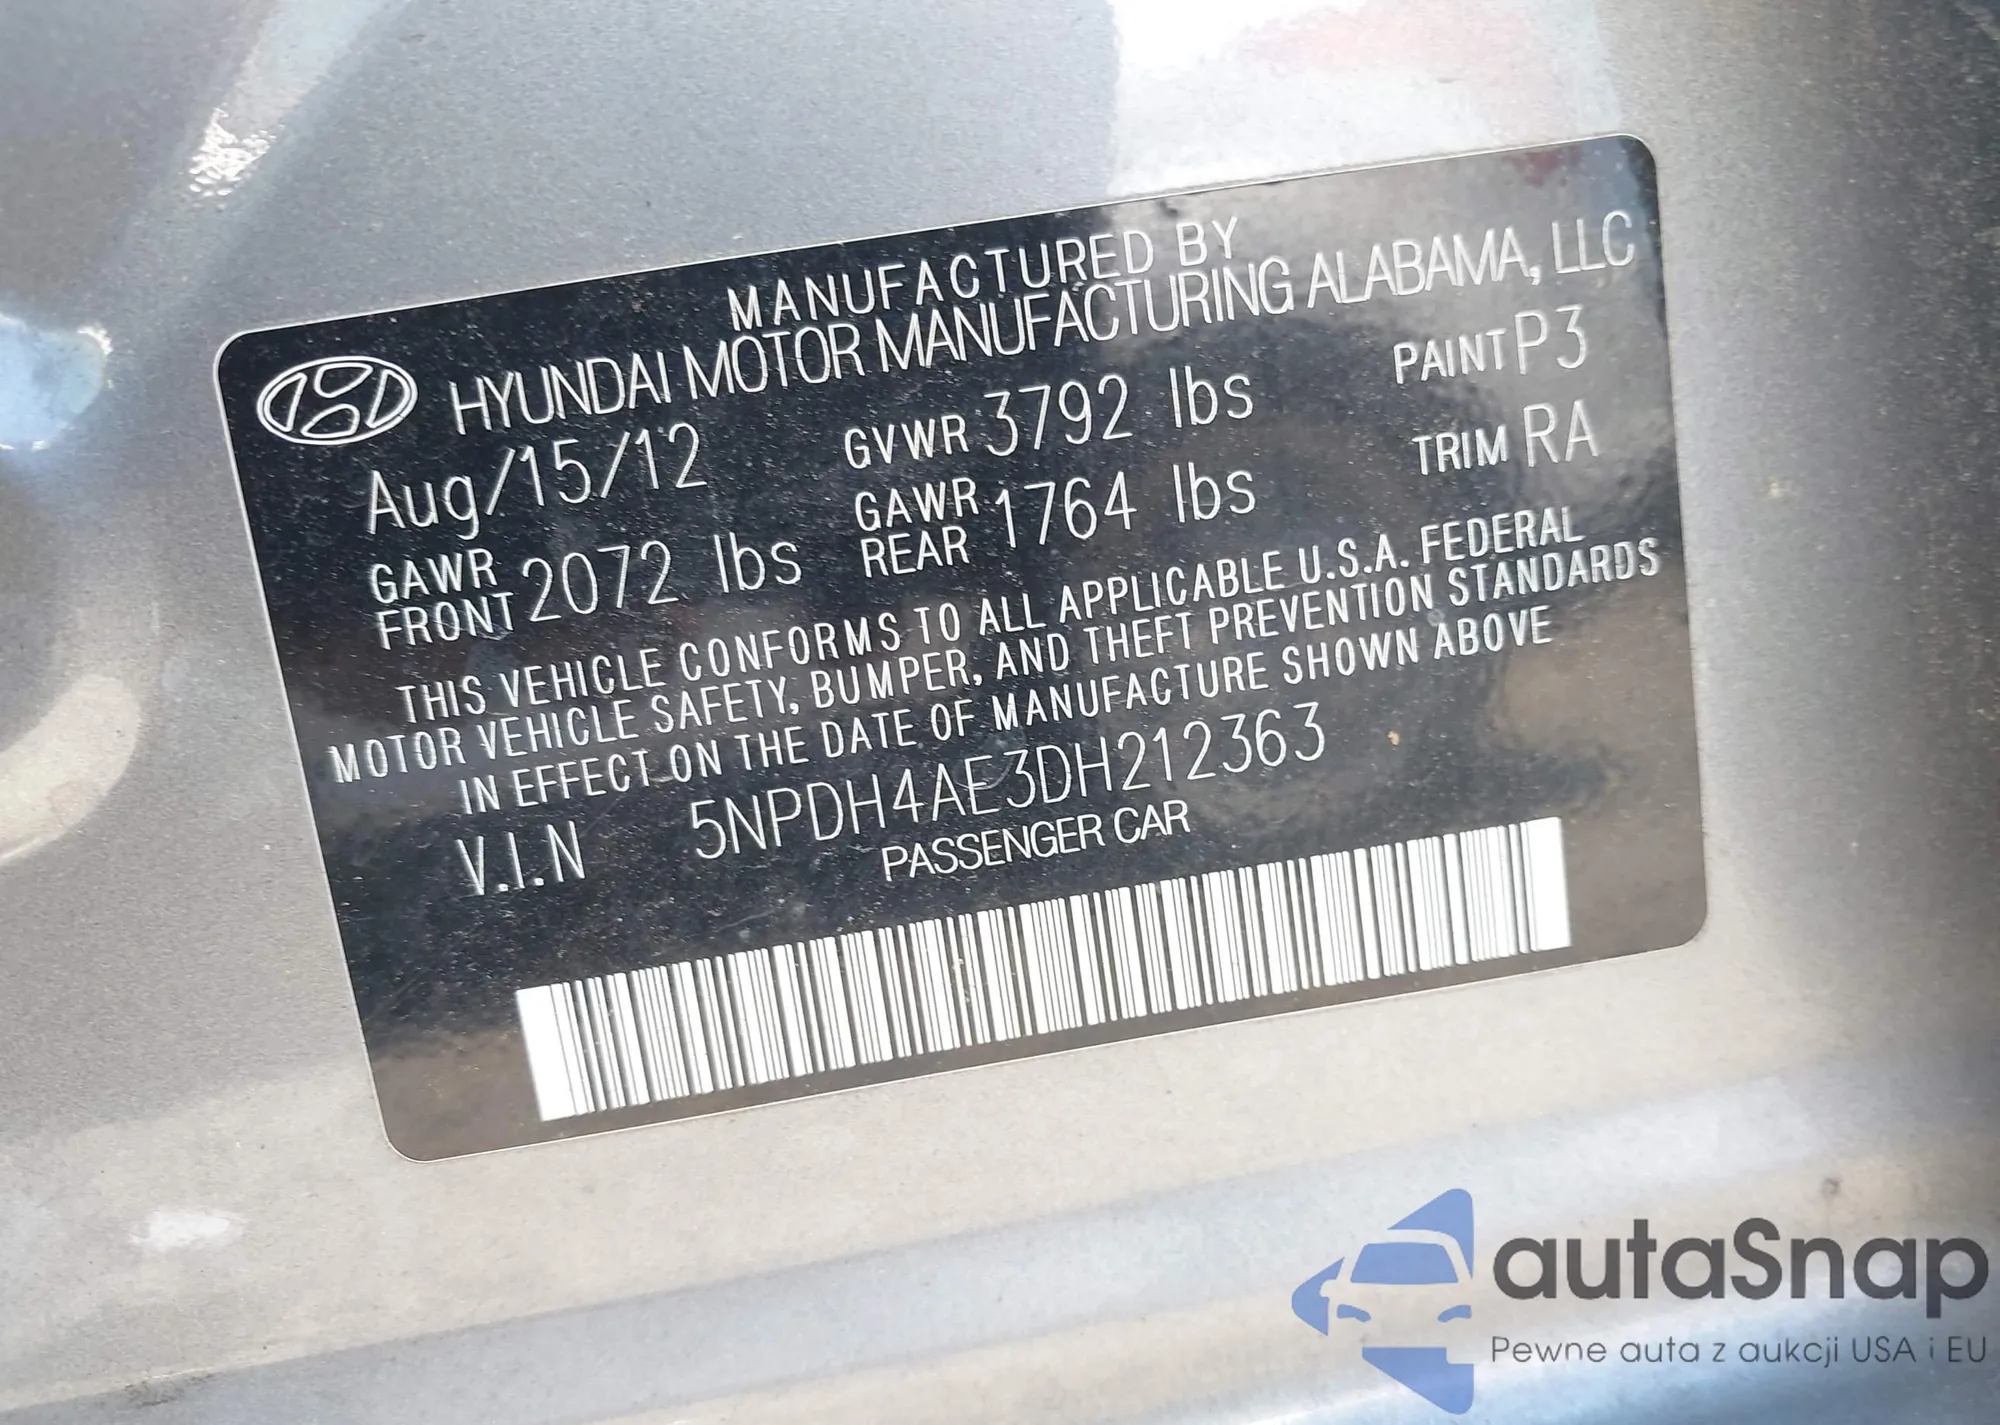 MANUFACTURED BY
HYUNDAI MOTOR MANUFACTURING ALABAMA, LLC
Aug/15/12 GVWR 3792 lbs PAINT P3
GAWR FRONT 2072 lbs GAWR REAR 1764 lbs TRIM RA
THIS VEHICLE CONFORMS TO ALL APPLICABLE U.S.A. FEDERAL
MOTOR VEHICLE SAFETY, BUMPER, AND THEFT PREVENTION STANDARDS
IN EFFECT ON THE DATE OF MANUFACTURE SHOWN ABOVE
V.I.N 5NPDH4AE3DH212363
PASSENGER CAR
autaSnap
Pewne auta z aukcji USA i EU